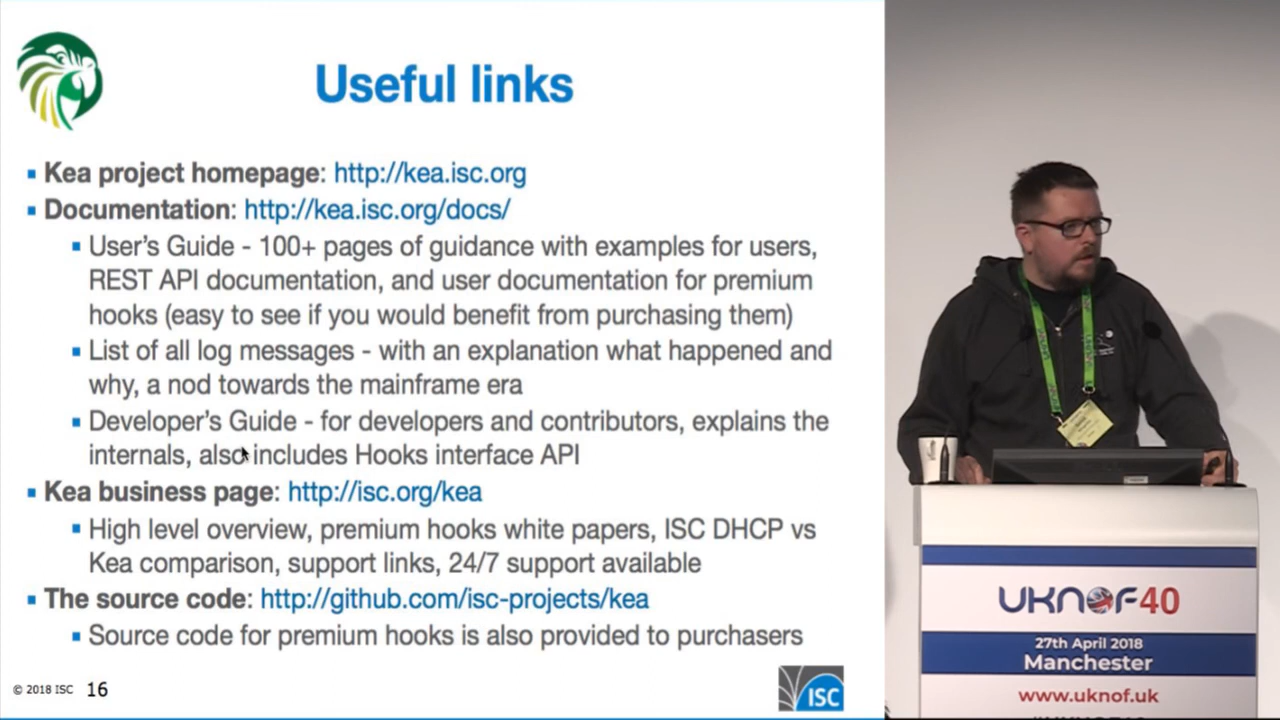 Useful links
▪ Kea project homepage: http://kea.isc.org
▪ Documentation: http://kea.isc.org/docs/
▪ User's Guide - 100+ pages of guidance with examples for users,
REST API documentation, and user documentation for premium
hooks (easy to see if you would benefit from purchasing them)
▪ List of all log messages - with an explanation what happened and
why, a nod towards the mainframe era
▪ Developer's Guide - for developers and contributors, explains the
internals, also includes Hooks interface API
▪ Kea business page: http://isc.org/kea
▪ High level overview, premium hooks white papers, ISC DHCP vs
Kea comparison, support links, 24/7 support available
▪ The source code: http://github.com/isc-projects/kea
▪ Source code for premium hooks is also provided to purchasers
© 2018 ISC 16
ISC
UKNOF40
27th April 2018
Manchester
www.uknof.uk